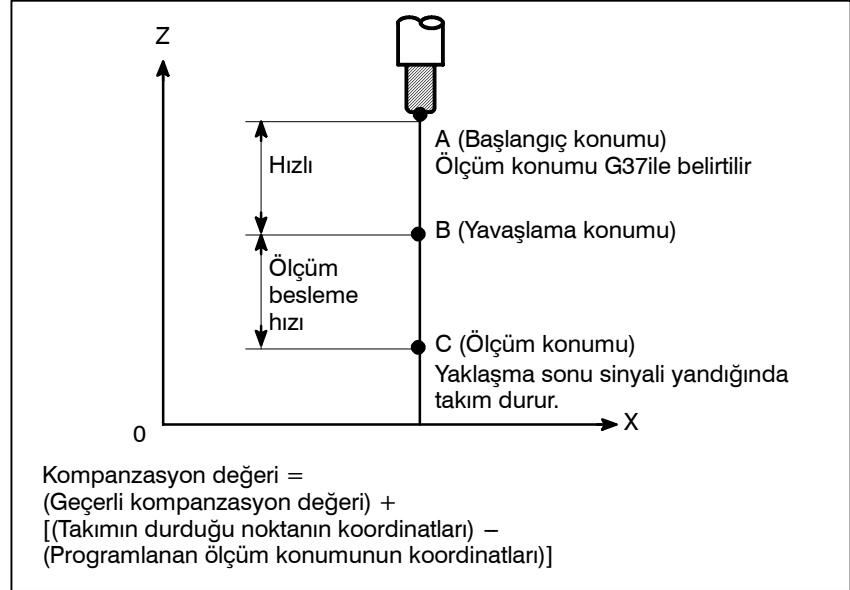 Z
A (Başlangıç konumu)
Ölçüm konumu G37ile belirtilir
Hızlı
B (Yavaşlama konumu)
Ölçüm
besleme
hızı
C (Ölçüm konumu)
Yaklaşma sonu sinyali yandığında
takım durur.
X
0
Kompanzasyon değeri =
(Geçerli kompanzasyon değeri) +
[(Takımın durduğu noktanın koordinatları) −
(Programlanan ölçüm konumunun koordinatları)]